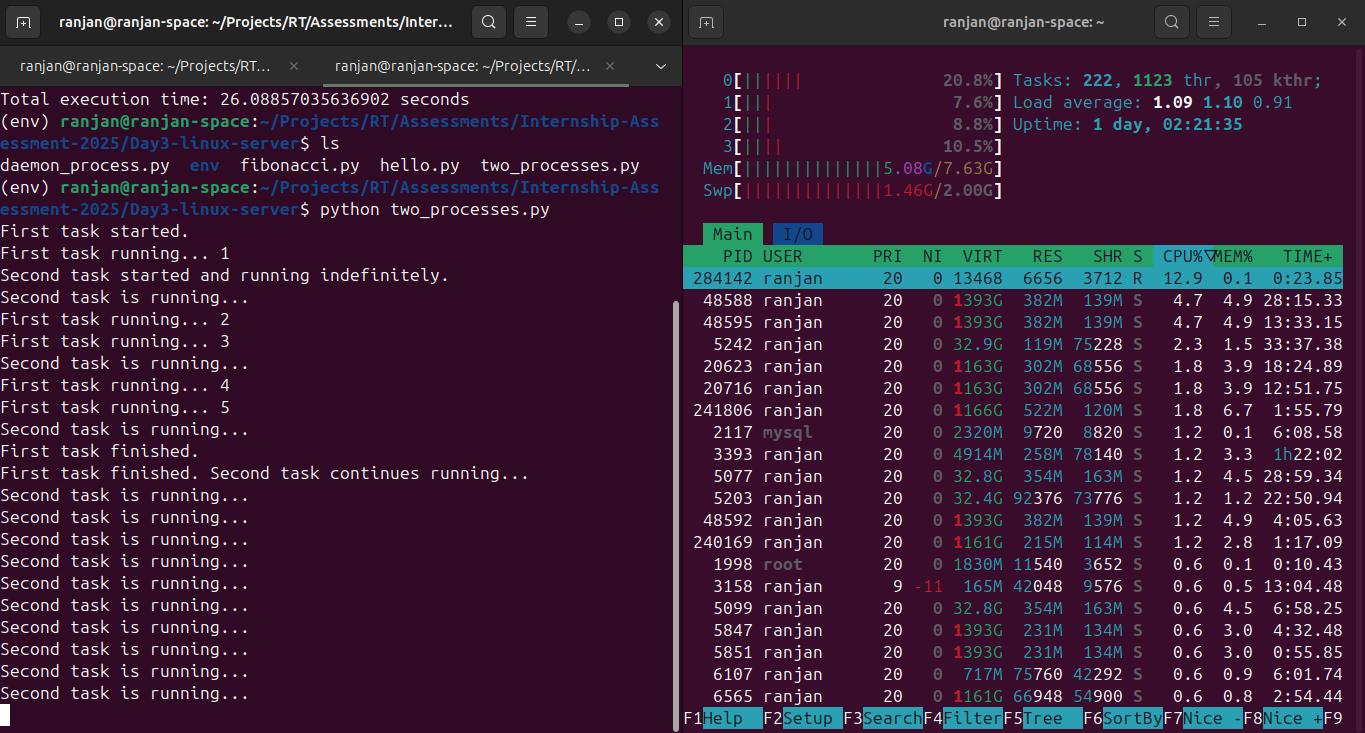 ranjan@ranjan-space: ~/Projects/RT/Assessments/Inter...
ranjan@ranjan-space: ~/Projects/RT...
ranjan@ranjan-space: ~/Projects/RT/...
Total execution time: 26.08857035636902 seconds
(env) ranjan@ranjan-space:~/Projects/RT/Assessments/Internship-Ass
essment-2025/Day3-linux-server$ ls
daemon_process.py  env  fibonacci.py  hello.py  two_processes.py
(env) ranjan@ranjan-space:~/Projects/RT/Assessments/Internship-Ass
essment-2025/Day3-linux-server$ python two_processes.py
First task started.
First task running... 1
Second task started and running indefinitely.
Second task is running...
First task running... 2
First task running... 3
Second task is running...
First task running... 4
First task running... 5
Second task is running...
First task finished.
First task finished. Second task continues running...
Second task is running...
Second task is running...
Second task is running...
Second task is running...
Second task is running...
Second task is running...
Second task is running...
Second task is running...
Second task is running...
Second task is running...
ranjan@ranjan-space: ~
0[|||||| 20.8%] Tasks: 222, 1123 thr, 105 kthr;
1[||| 7.6%] Load average: 1.09 1.10 0.91
2[||| 8.8%] Uptime: 1 day, 02:21:35
3[|||| 10.5%]
Mem[||||||||||||||5.08G/7.63G]
Swp[||||||||||||||1.46G/2.00G]
Main I/O
PID USER PRI NI VIRT RES SHR S CPU%▽MEM% TIME+
284142 ranjan 20 0 13468 6656 3712 R 12.9 0.1 0:23.85
48588 ranjan 20 0 1393G 382M 139M S 4.7 4.9 28:15.33
48595 ranjan 20 0 1393G 382M 139M S 4.7 4.9 13:33.15
5242 ranjan 20 0 32.9G 119M 75228 S 2.3 1.5 33:37.38
20623 ranjan 20 0 1163G 302M 68556 S 1.8 3.9 18:24.89
20716 ranjan 20 0 1163G 302M 68556 S 1.8 3.9 12:51.75
241806 ranjan 20 0 1166G 522M 120M S 1.8 6.7 1:55.79
2117 mysql 20 0 2320M 9720 8820 S 1.2 0.1 6:08.58
3393 ranjan 20 0 4914M 258M 78140 S 1.2 3.3 1h22:02
5077 ranjan 20 0 32.8G 354M 163M S 1.2 4.5 28:59.34
5203 ranjan 20 0 32.4G 92376 73776 S 1.2 1.2 22:50.94
48592 ranjan 20 0 1393G 382M 139M S 1.2 4.9 4:05.63
240169 ranjan 20 0 1161G 215M 114M S 1.2 2.8 1:17.09
1998 root 20 0 1830M 11540 3652 S 0.6 0.1 0:10.43
3158 ranjan 9 -11 165M 42048 9576 S 0.6 0.5 13:04.48
5099 ranjan 20 0 32.8G 354M 163M S 0.6 4.5 6:58.25
5847 ranjan 20 0 1393G 231M 134M S 0.6 3.0 4:32.48
5851 ranjan 20 0 1393G 231M 134M S 0.6 3.0 0:55.85
6107 ranjan 20 0 717M 75760 42292 S 0.6 0.9 6:01.74
6565 ranjan 20 0 1161G 66948 54900 S 0.6 0.8 2:54.44
F1Help F2Setup F3SearchF4FilterF5Tree F6SortByF7Nice -F8Nice +F9